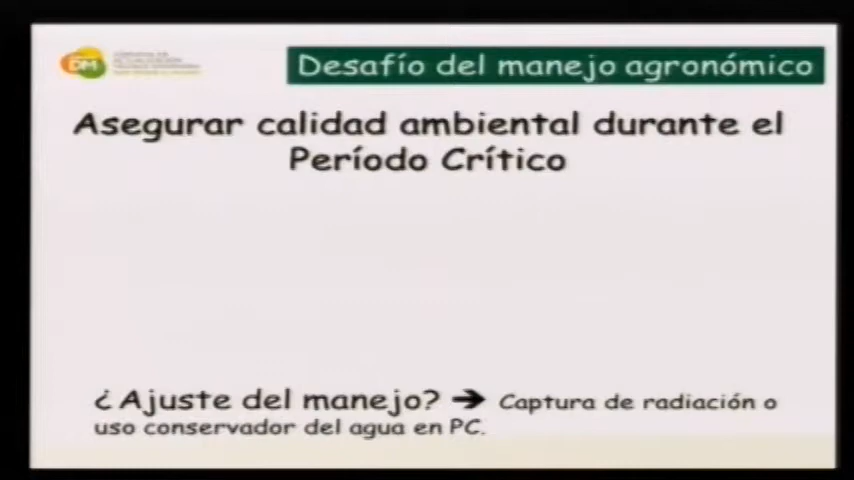 DM
Desafío del manejo agronómico
Asegurar calidad ambiental durante el
Período Crítico
¿Ajuste del manejo? ➔ Captura de radiación o
uso conservador del agua en PC.